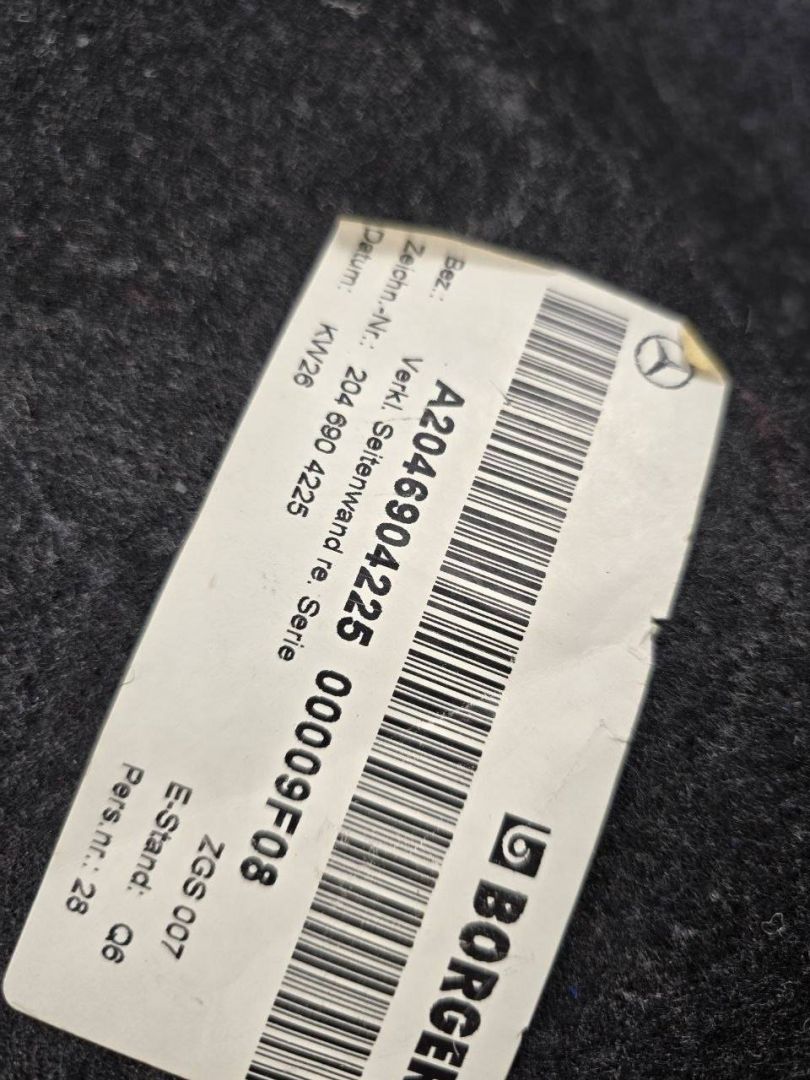 BORGER
A2046904225 00009F08
Bez.: Verkl. Seitenwand re. Serie
ZGS 007
Zeichn.-Nr.: 204 690 4225
E-Stand: Q6
Datum: KW26
Pers.nr.: 28